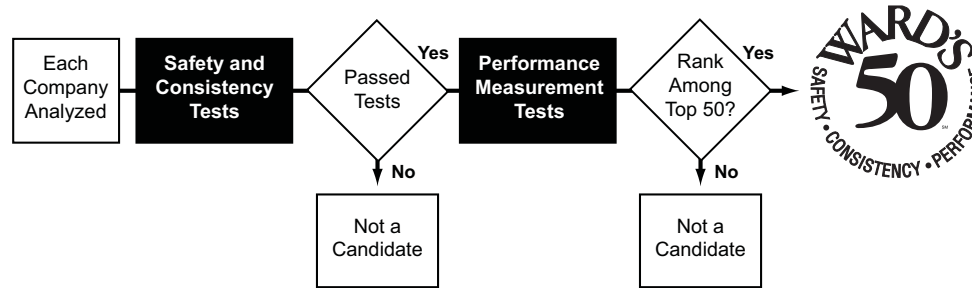 Each
Company
Analyzed
Safety and
Consistency
Tests
Passed
Tests
Yes
No
Not a
Candidate
Performance
Measurement
Tests
Rank
Among
Top 50?
Yes
No
Not a
Candidate
WARD'S
50
SAFETY • CONSISTENCY •